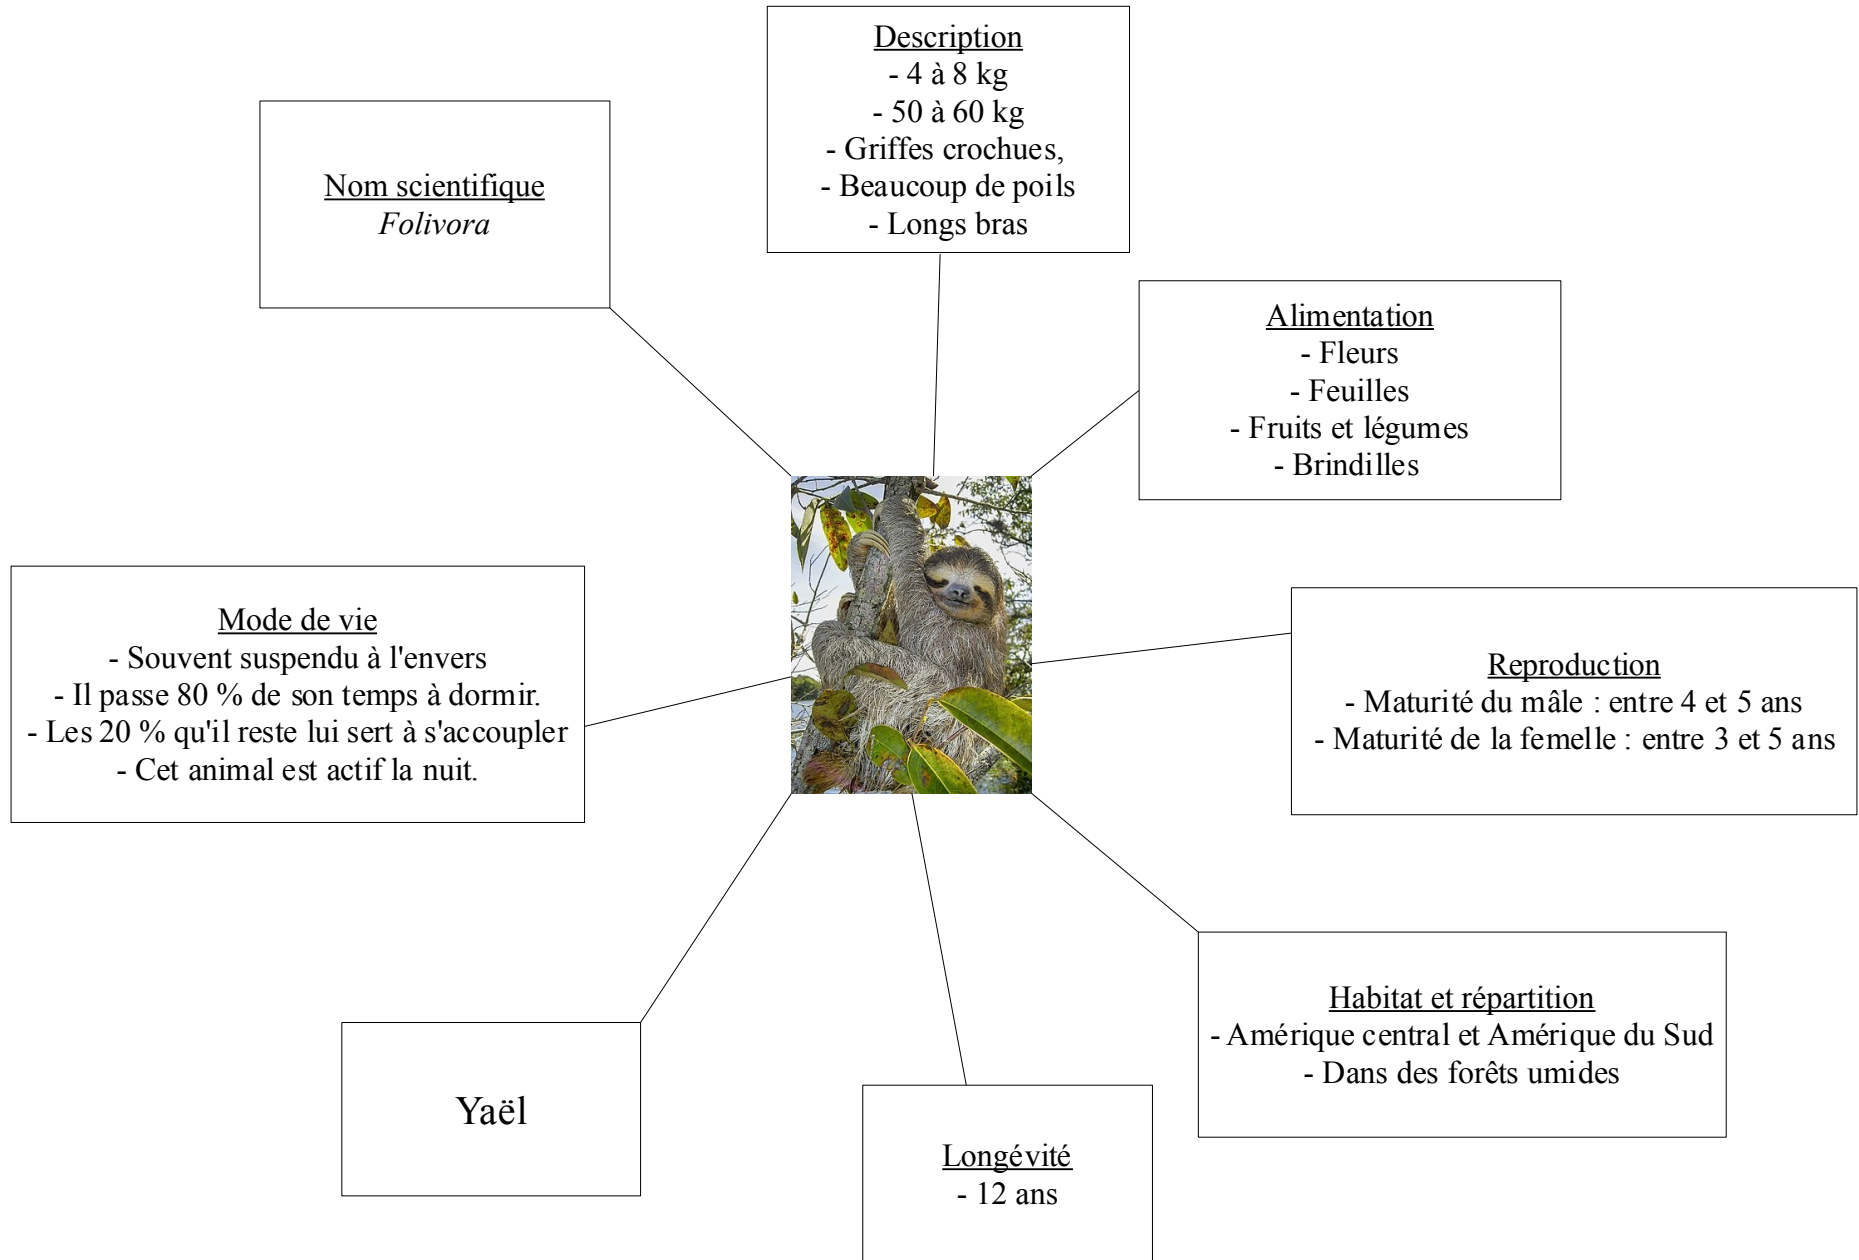 Description
- 4 à 8 kg
- 50 à 60 kg
- Griffes crochues,
- Beaucoup de poils
- Longs bras
Nom scientifique
Folivora
Alimentation
- Fleurs
- Feuilles
- Fruits et légumes
- Brindilles
Mode de vie
- Souvent suspendu à l'envers
- Il passe 80 % de son temps à dormir.
- Les 20 % qu'il reste lui sert à s'accoupler
- Cet animal est actif la nuit.
Reproduction
- Maturité du mâle : entre 4 et 5 ans
- Maturité de la femelle : entre 3 et 5 ans
Habitat et répartition
- Amérique central et Amérique du Sud
- Dans des forêts umides
Yaël
Longévité
- 12 ans